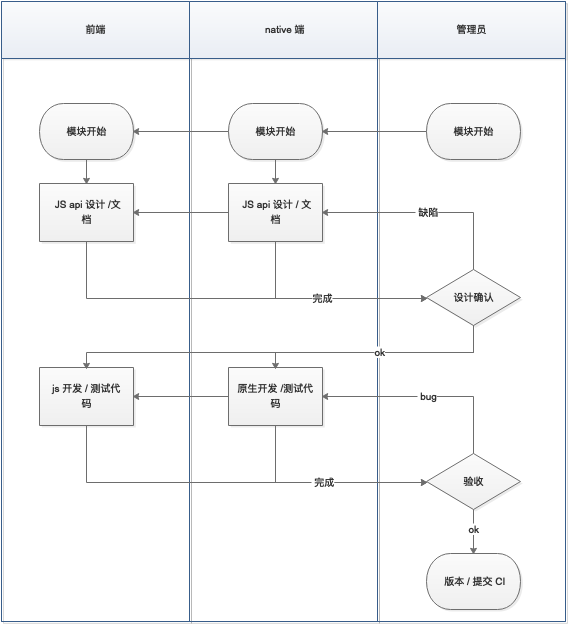 前端
native 端
管理员
模块开始
模块开始
模块开始
JS api 设计 /文
档
JS api 设计 / 文
档
缺陷
完成
设计确认
ok
js 开发 / 测试代
码
原生开发 /测试代
码
bug
完成
验收
ok
版本 / 提交 CI